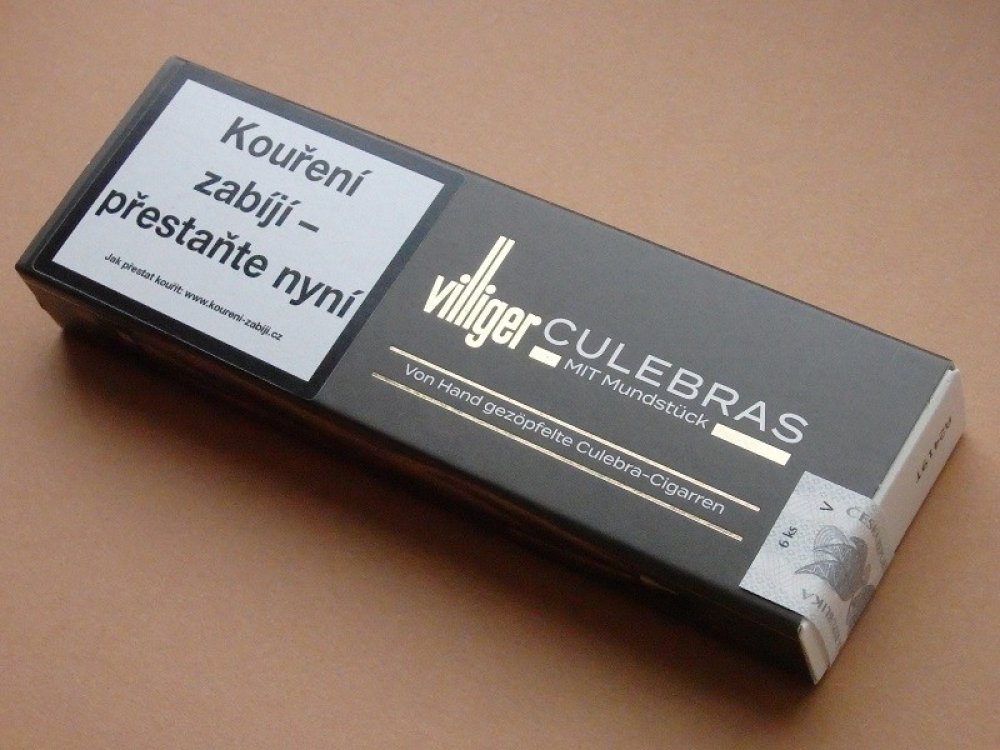 Kouření
zabíjí –
přestaňte nyní
Jak přestat kouřit: www.koureni-zabiji.cz
villiger CULEBRAS
MIT Mundstück
Von Hand gezöpfelte Culebra-Cigarren
6 ks
V